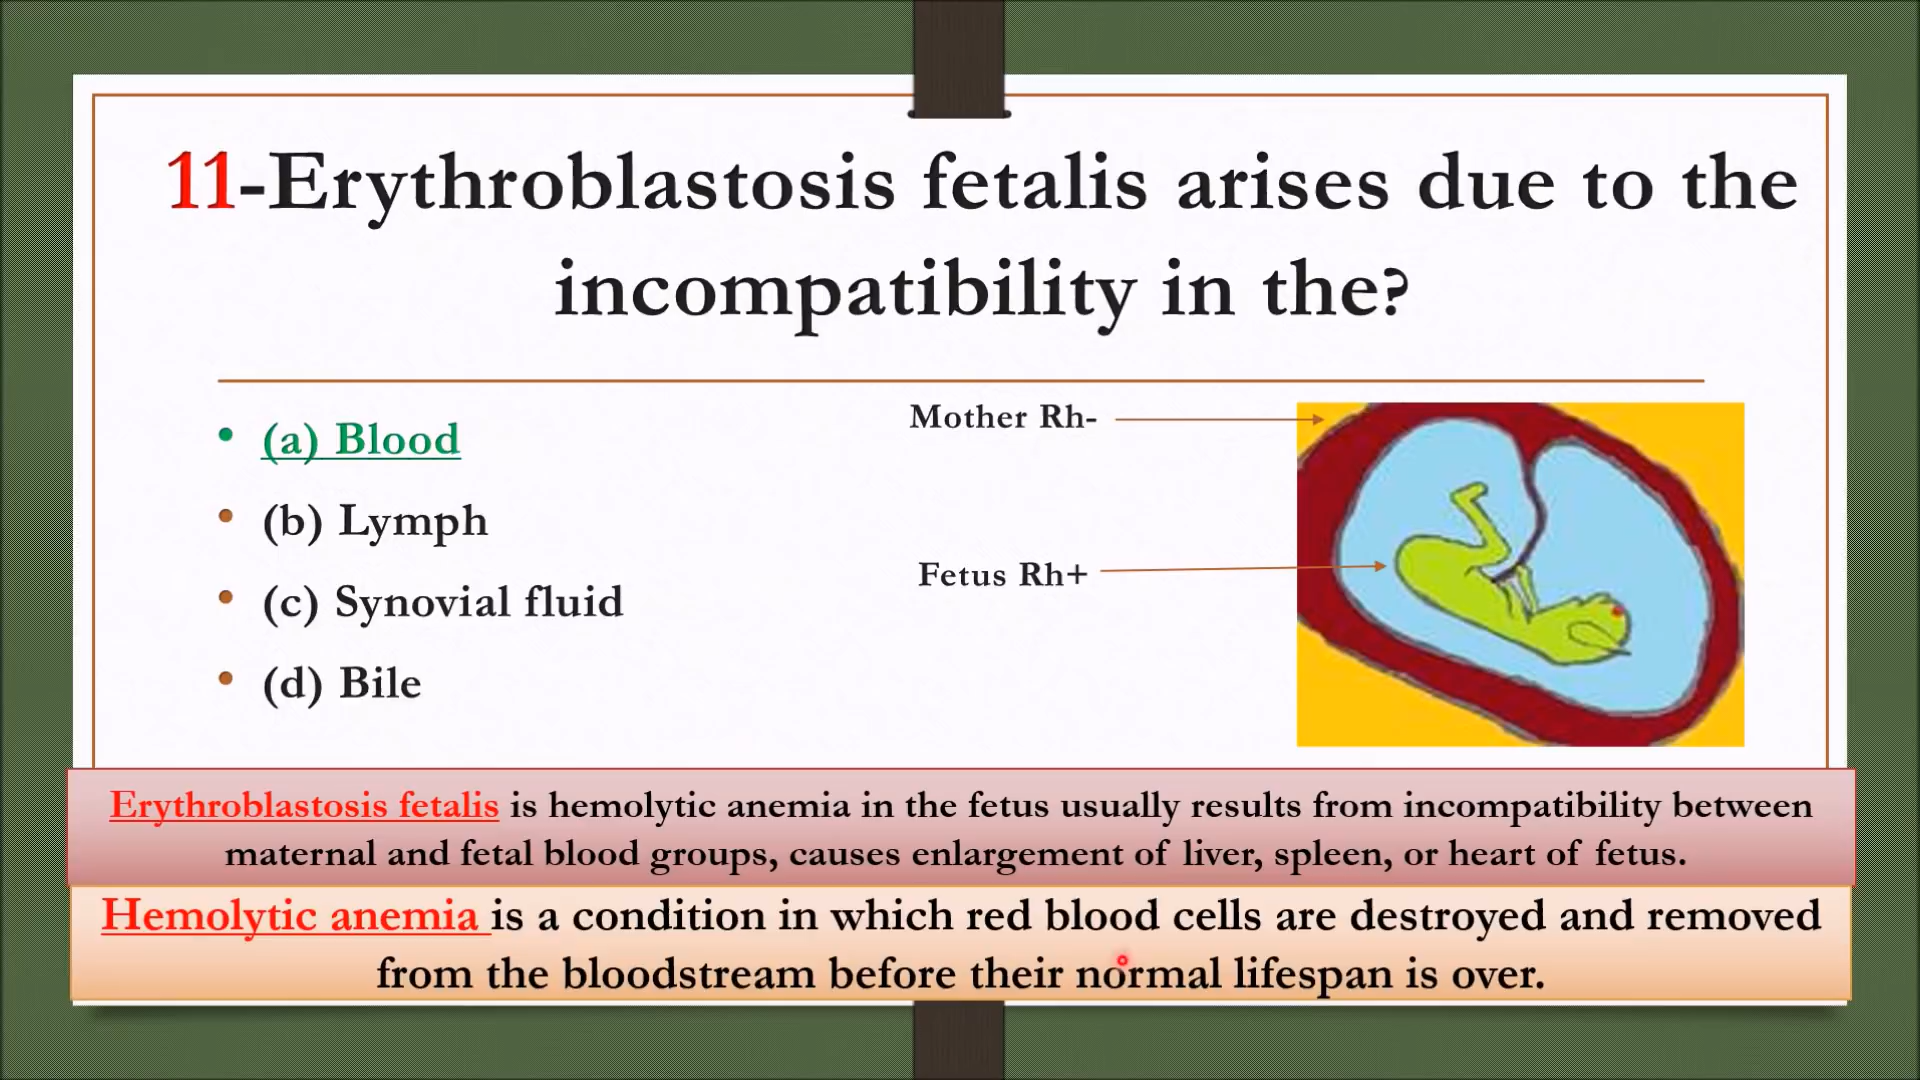 11-Erythroblastosis fetalis arises due to the
incompatibility in the?
• (a) Blood
• (b) Lymph
• (c) Synovial fluid
• (d) Bile
Mother Rh-
Fetus Rh+
Erythroblastosis fetalis is hemolytic anemia in the fetus usually results from incompatibility between
maternal and fetal blood groups, causes enlargement of liver, spleen, or heart of fetus.
Hemolytic anemia is a condition in which red blood cells are destroyed and removed
from the bloodstream before their normal lifespan is over.